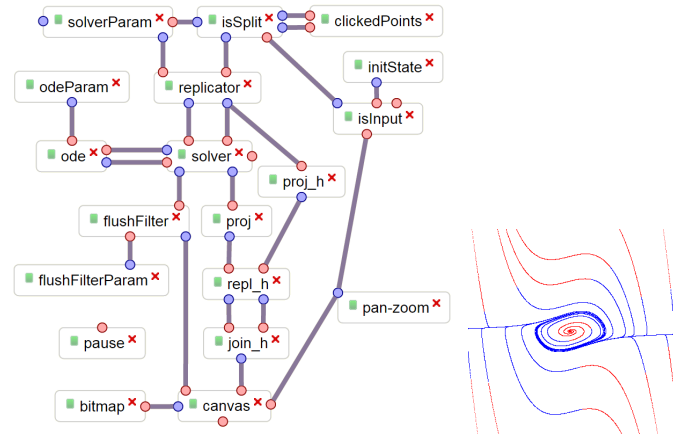 solverParam
isSplit
clickedPoints
initState
odeParam
replicator
isInput
ode
solver
proj_h
flushFilter
proj
flushFilterParam
repl_h
pan-zoom
pause
join_h
bitmap
canvas